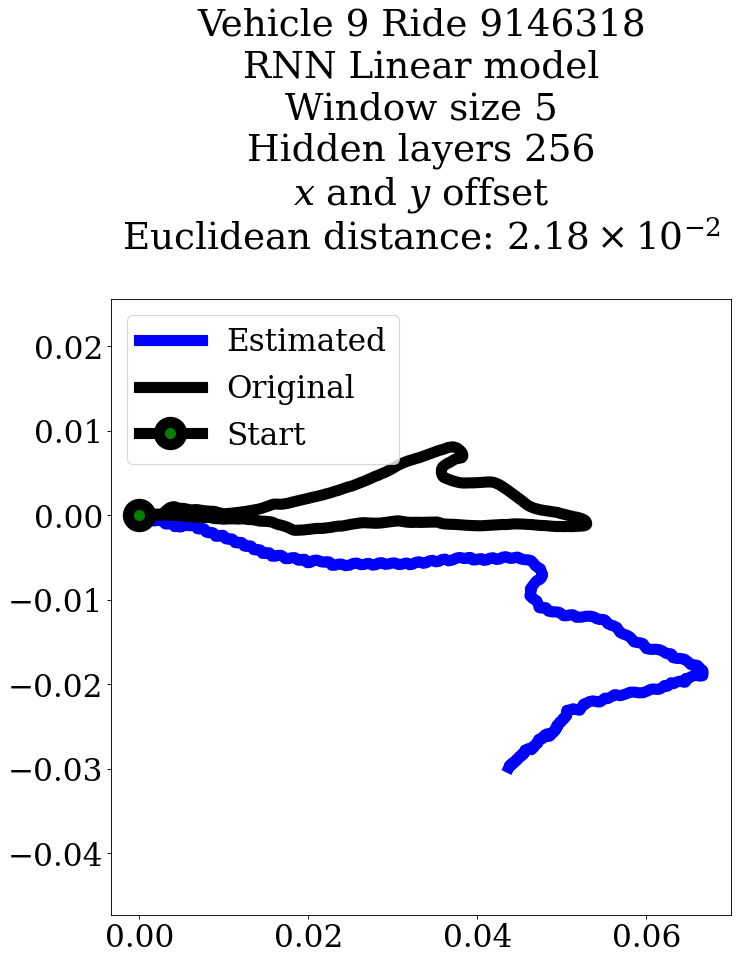 Vehicle 9 Ride 9146318
RNN Linear model
Window size 5
Hidden layers 256
x and y offset
Euclidean distance: 2.18 × 10⁻²
Estimated
Original
Start
0.02
0.01
0.00
−0.01
−0.02
−0.03
−0.04
0.00 0.02 0.04 0.06